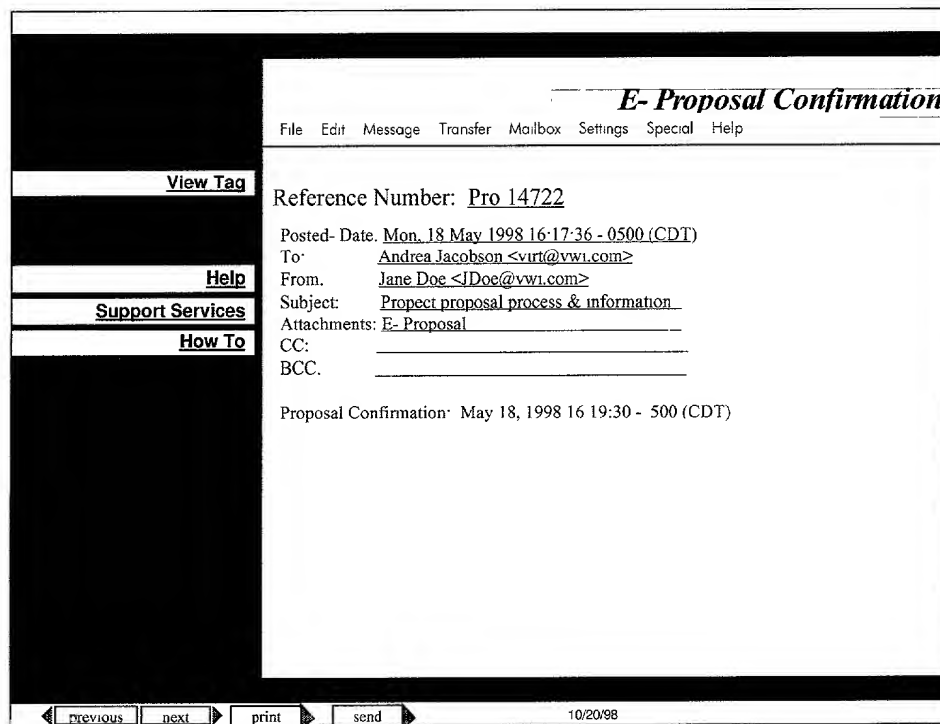 E- Proposal Confirmation
File Edit Message Transfer Mailbox Settings Special Help
View Tag
Reference Number: Pro 14722
Posted- Date. Mon. 18 May 1998 16·17·36 - 0500 (CDT)
To· Andrea Jacobson <virt@vwi.com>
Help
From. Jane Doe <JDoe@vwi.com>
Support Services
Subject: Propect proposal process & information
Attachments: E- Proposal
How To
CC:
BCC.
Proposal Confirmation· May 18, 1998 16 19:30 - 500 (CDT)
previous next print send 10/20/98